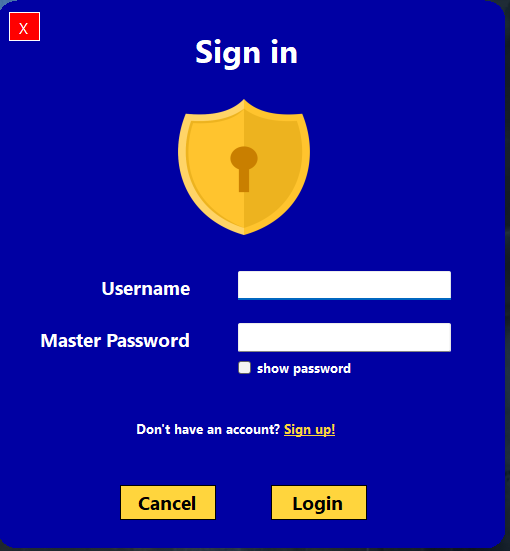 X
Sign in
Username
Master Password
show password
Don't have an account? Sign up!
Cancel Login